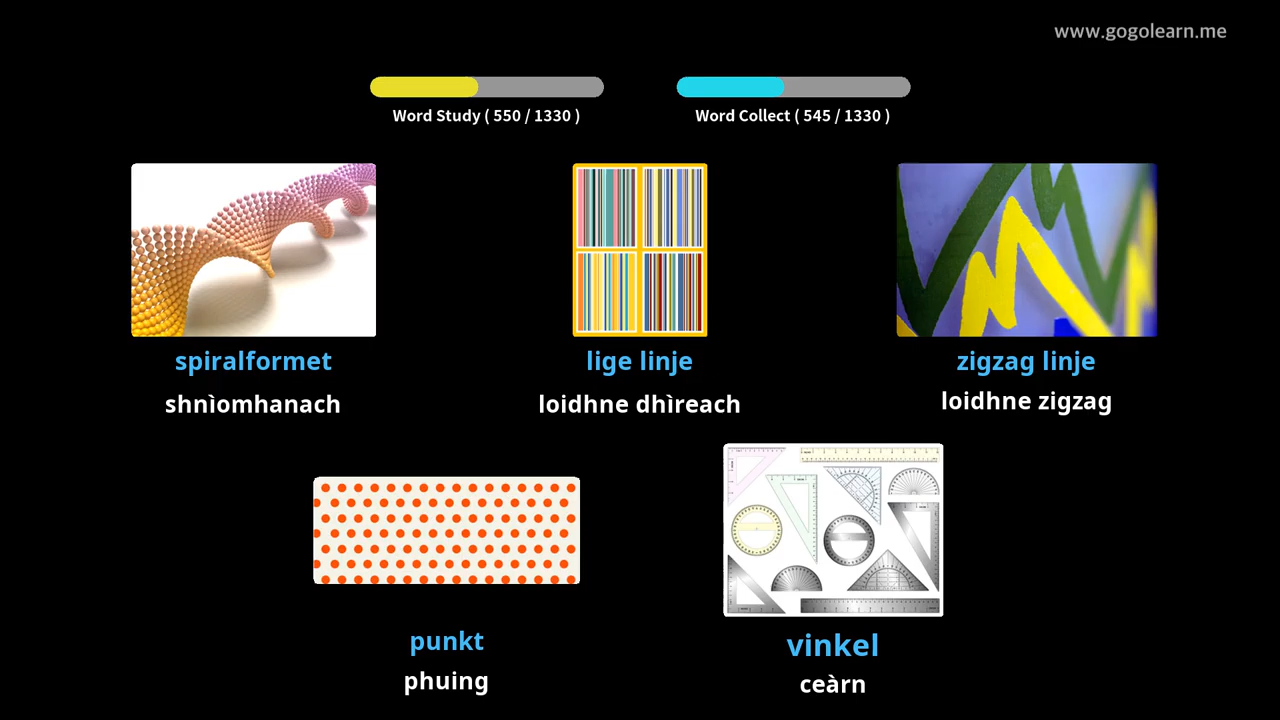 www.gogolearn.me
Word Study ( 550 / 1330 )
Word Collect ( 545 / 1330 )
spiralformet
lige linje
zigzag linje
shnìomhanach
loidhne dhìreach
loidhne zigzag
punkt
vinkel
phuing
ceàrn